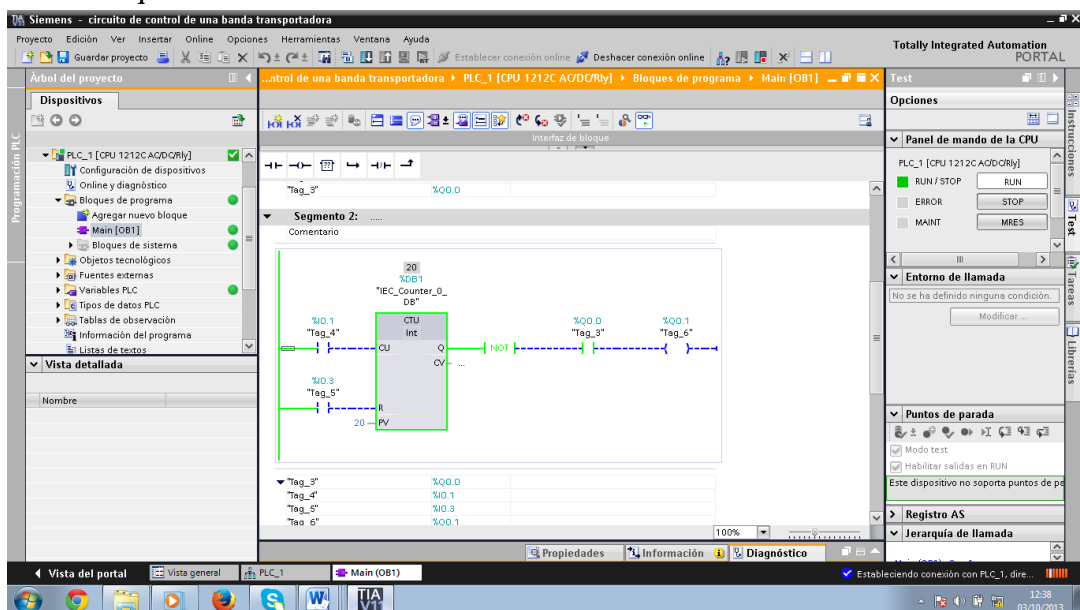 Siemens - circuito de control de una banda transportadora
Proyecto Edición Ver Insertar Online Opciones Herramientas Ventana Ayuda
Totally Integrated Automation
PORTAL
Guardar proyecto
Establecer conexión online
Deshacer conexión online
Árbol del proyecto
...ntrol de una banda transportadora PLC_1 [CPU 1212C AC/DC/Rly] Bloques de programa Main [OB1]
Test
Dispositivos
Opciones
Programación PLC
PLC_1 [CPU 1212C AC/DC/Rly]
Configuración de dispositivos
Online y diagnóstico
Bloques de programa
Agregar nuevo bloque
Main [OB1]
Bloques de sistema
Objetos tecnológicos
Fuentes externas
Variables PLC
Tipos de datos PLC
Tablas de observación
Información del programa
Listas de textos
Vista detallada
Nombre
Interfaz de bloque
"Tag_3" %Q0.0
Segmento 2: .....
Comentario
20
%DB1
"IEC_Counter_0_
DB"
%I0.1
"Tag_4"
CTU
Int
%Q0.0
"Tag_3"
%Q0.1
"Tag_6"
CU
Q
NOT
CV
...
%I0.3
"Tag_5"
R
20
PV
"Tag_3" %Q0.0
"Tag_4" %I0.1
"Tag_5" %I0.3
"Tag_6" %Q0.1
100%
Panel de mando de la CPU
PLC_1 [CPU 1212C AC/DC/Rly]
RUN / STOP RUN
ERROR STOP
MAINT MRES
Entorno de llamada
No se ha definido ninguna condición.
Modificar ...
Puntos de parada
Modo test
Habilitar salidas en RUN
Este dispositivo no soporta puntos de pe
Registro AS
Jerarquía de llamada
Instrucciones
Test
Tareas
Librerías
Propiedades
Información
Diagnóstico
Vista del portal
Vista general
PLC_1
Main (OB1)
Estableciendo conexión con PLC_1, dire...
TIA
V11
12:38
03/10/2013